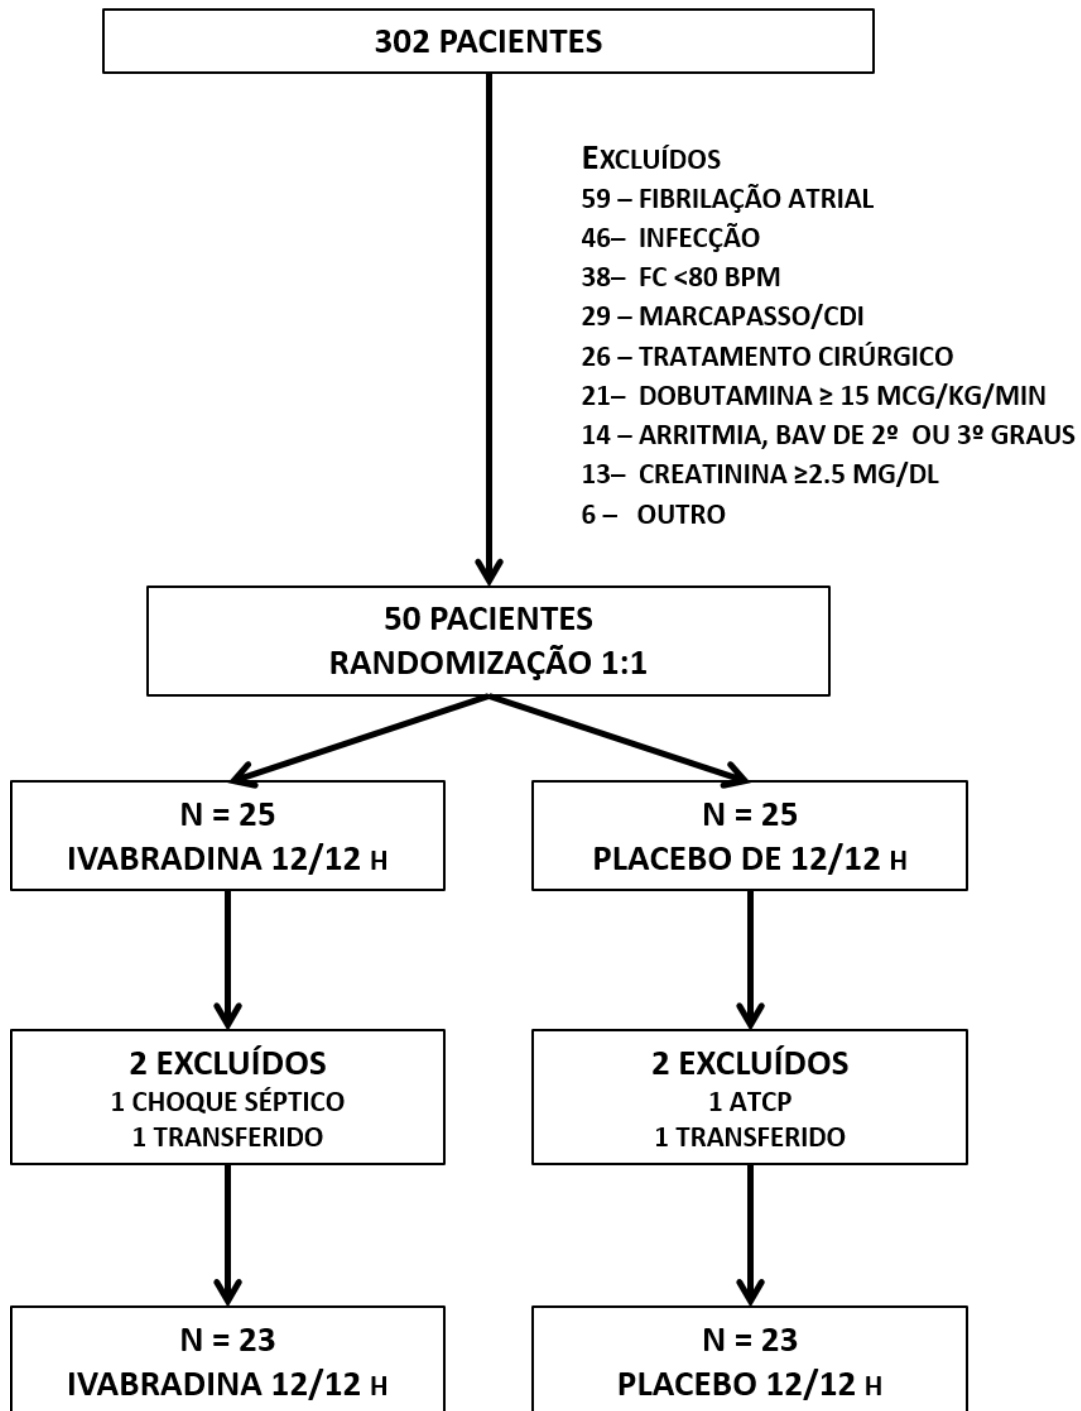 302 PACIENTES
EXCLUÍDOS
59 – FIBRILAÇÃO ATRIAL
46– INFECÇÃO
38– FC <80 BPM
29 – MARCAPASSO/CDI
26 – TRATAMENTO CIRÚRGICO
21– DOBUTAMINA ≥ 15 MCG/KG/MIN
14 – ARRITMIA, BAV DE 2º OU 3º GRAUS
13– CREATININA ≥2.5 MG/DL
6 – OUTRO
50 PACIENTES
RANDOMIZAÇÃO 1:1
N = 25
IVABRADINA 12/12 H
N = 25
PLACEBO DE 12/12 H
2 EXCLUÍDOS
1 CHOQUE SÉPTICO
1 TRANSFERIDO
2 EXCLUÍDOS
1 ATCP
1 TRANSFERIDO
N = 23
IVABRADINA 12/12 H
N = 23
PLACEBO 12/12 H